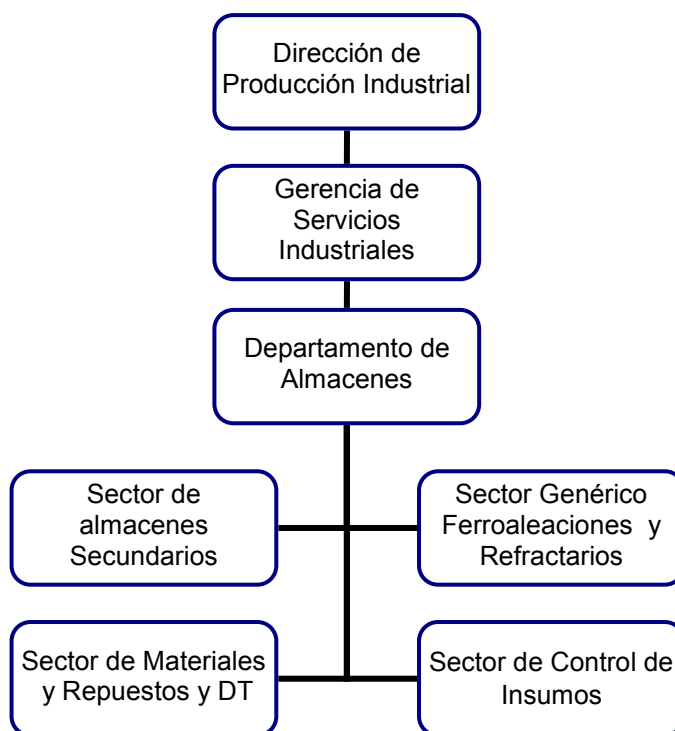 Dirección de
Producción Industrial
Gerencia de
Servicios
Industriales
Departamento de
Almacenes
Sector de
almacenes
Secundarios
Sector Genérico
Ferroaleaciones y
Refractarios
Sector de Materiales
y Repuestos y DT
Sector de Control de
Insumos